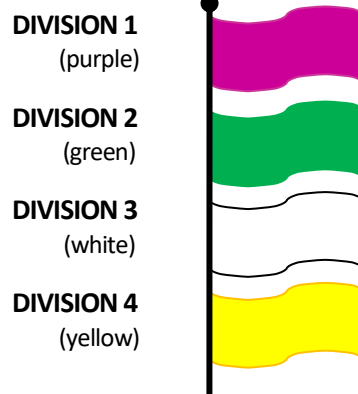 DIVISION 1
(purple)
DIVISION 2
(green)
DIVISION 3
(white)
DIVISION 4
(yellow)